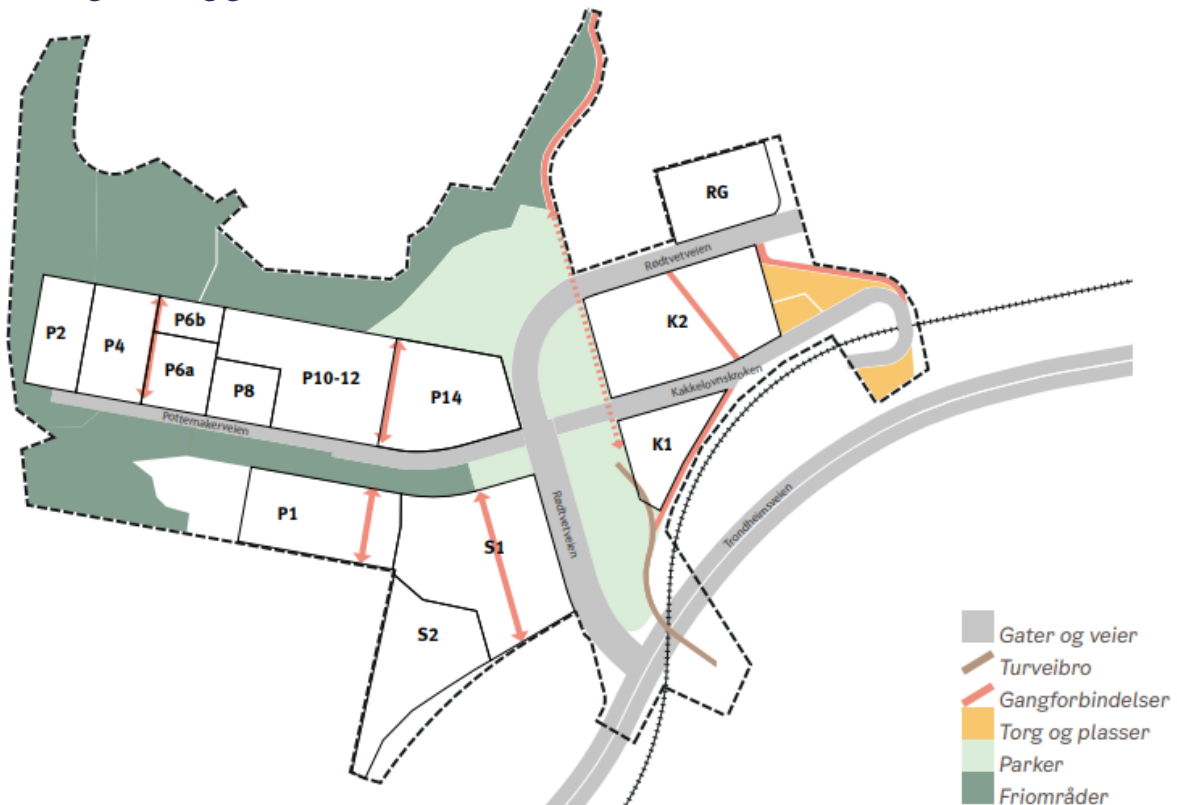 RG
Rødtvetveien
K2
P6b
P2
P4
P6a
P8
P10-12
P14
Kakkelovnskroken
Pottemakerveien
K1
P1
S1
Rødtvetveien
Trondheimsveien
S2
Gater og veier
Turveibro
Gangforbindelser
Torg og plasser
Parker
Friområder